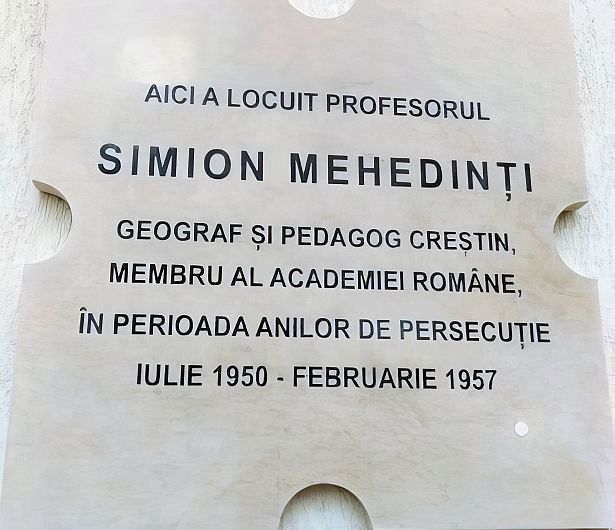 AICI A LOCUIT PROFESORUL
SIMION MEHEDINȚI
GEOGRAF ȘI PEDAGOG CREȘTIN,
MEMBRU AL ACADEMIEI ROMÂNE,
ÎN PERIOADA ANILOR DE PERSECUȚIE
IULIE 1950 - FEBRUARIE 1957